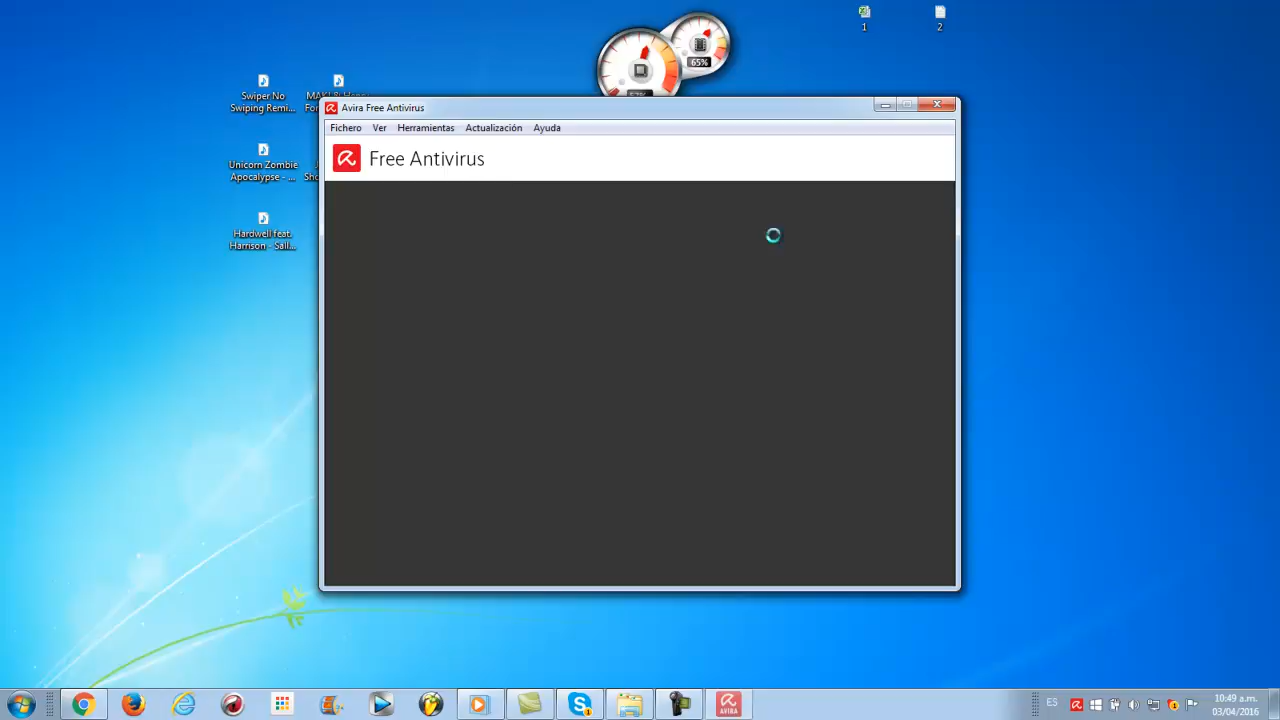 1
2
65%
Swiper No
Swiping Remi...
Unicorn Zombie
Apocalypse - ...
Hardwell feat.
Harrison - Sall...
Avira Free Antivirus
Fichero Ver Herramientas Actualización Ayuda
Free Antivirus
AVIRA
ES
10:49 a.m.
03/04/2016